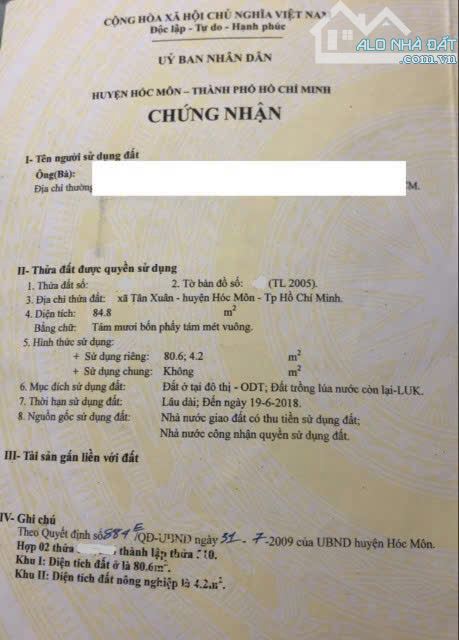 CỘNG HÒA XÃ HỘI CHỦ NGHĨA VIỆT NAM
Độc lập - Tự do - Hạnh phúc
ALO NHÀ ĐẤT
.com.vn
UỶ BAN NHÂN DÂN
HUYỆN HÓC MÔN – THÀNH PHỐ HỒ CHÍ MINH
CHỨNG NHẬN
I- Tên người sử dụng đất
Ông(Bà):
Địa chỉ thường CM.
II- Thửa đất được quyền sử dụng
1. Thửa đất số: 2. Tờ bản đồ số: (TL 2005).
3. Địa chỉ thửa đất: xã Tân Xuân - huyện Hóc Môn - Tp Hồ Chí Minh.
4. Diện tích: 84.8 m²
Bằng chữ: Tám mươi bốn phẩy tám mét vuông.
5. Hình thức sử dụng:
+ Sử dụng riêng: 80.6; 4.2 m²
+ Sử dụng chung: Không m²
6. Mục đích sử dụng đất: Đất ở tại đô thị - ODT; Đất trồng lúa nước còn lại-LUK.
7. Thời hạn sử dụng đất: Lâu dài; Đến ngày 19-6-2018.
8. Nguồn gốc sử dụng đất: Nhà nước giao đất có thu tiền sử dụng đất;
Nhà nước công nhận quyền sử dụng đất.
III- Tài sản gắn liền với đất
IV- Ghi chú
Theo Quyết định số 884E /QĐ-UBND ngày 31 - 7 -2009 của UBND huyện Hóc Môn.
Hợp 02 thửa thành lập thửa
Khu I: Diện tích đất ở là 80.6m².
Khu II: Diện tích đất nông nghiệp là 4.2m².